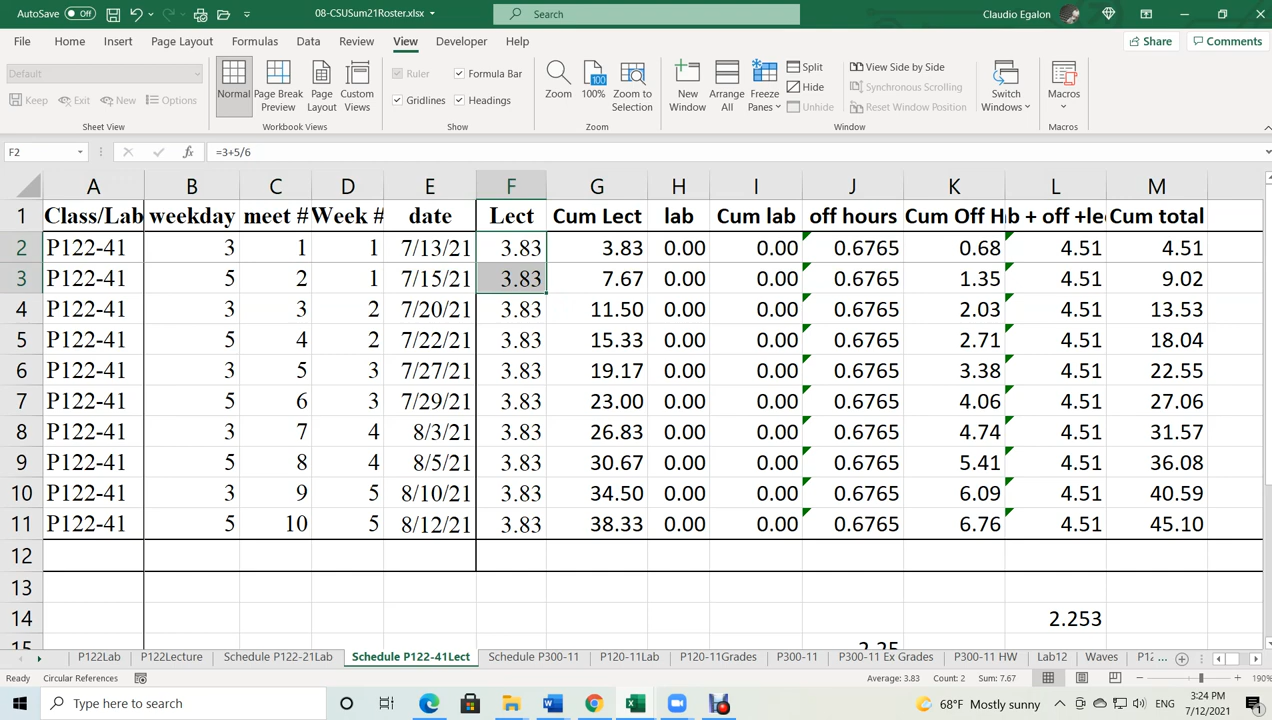 AutoSave Off 08-CSUSum21Roster.xlsx Search Claudio Egalon
File Home Insert Page Layout Formulas Data Review View Developer Help Share Comments
Default
Keep Exit New Options
Sheet View
Normal Page Break Preview Page Layout Custom Views
Workbook Views
Ruler Formula Bar
Gridlines Headings
Show
Zoom 100% Zoom to Selection
Zoom
New Window Arrange All Freeze Panes
Split
Hide
Unhide
View Side by Side
Synchronous Scrolling
Reset Window Position
Switch Windows
Window
Macros
Macros
F2 fx =3+5/6
A B C D E F G H I J K L M
1 Class/Lab weekday meet # Week # date Lect Cum Lect lab Cum lab off hours Cum Off H b + off +le Cum total
2 P122-41 3 1 1 7/13/21 3.83 3.83 0.00 0.00 0.6765 0.68 4.51 4.51
3 P122-41 5 2 1 7/15/21 3.83 7.67 0.00 0.00 0.6765 1.35 4.51 9.02
4 P122-41 3 3 2 7/20/21 3.83 11.50 0.00 0.00 0.6765 2.03 4.51 13.53
5 P122-41 5 4 2 7/22/21 3.83 15.33 0.00 0.00 0.6765 2.71 4.51 18.04
6 P122-41 3 5 3 7/27/21 3.83 19.17 0.00 0.00 0.6765 3.38 4.51 22.55
7 P122-41 5 6 3 7/29/21 3.83 23.00 0.00 0.00 0.6765 4.06 4.51 27.06
8 P122-41 3 7 4 8/3/21 3.83 26.83 0.00 0.00 0.6765 4.74 4.51 31.57
9 P122-41 5 8 4 8/5/21 3.83 30.67 0.00 0.00 0.6765 5.41 4.51 36.08
10 P122-41 3 9 5 8/10/21 3.83 34.50 0.00 0.00 0.6765 6.09 4.51 40.59
11 P122-41 5 10 5 8/12/21 3.83 38.33 0.00 0.00 0.6765 6.76 4.51 45.10
12
13
14 2.253
15 2.25
P122Lab P122Lecture Schedule P122-21Lab Schedule P122-41Lect Schedule P300-11 P120-11Lab P120-11Grades P300-11 P300-11 Ex Grades P300-11 HW Lab12 Waves P12 ...
Ready Circular References Average: 3.83 Count: 2 Sum: 7.67 190%
Type here to search 68°F Mostly sunny ENG 3:24 PM
7/12/2021 1